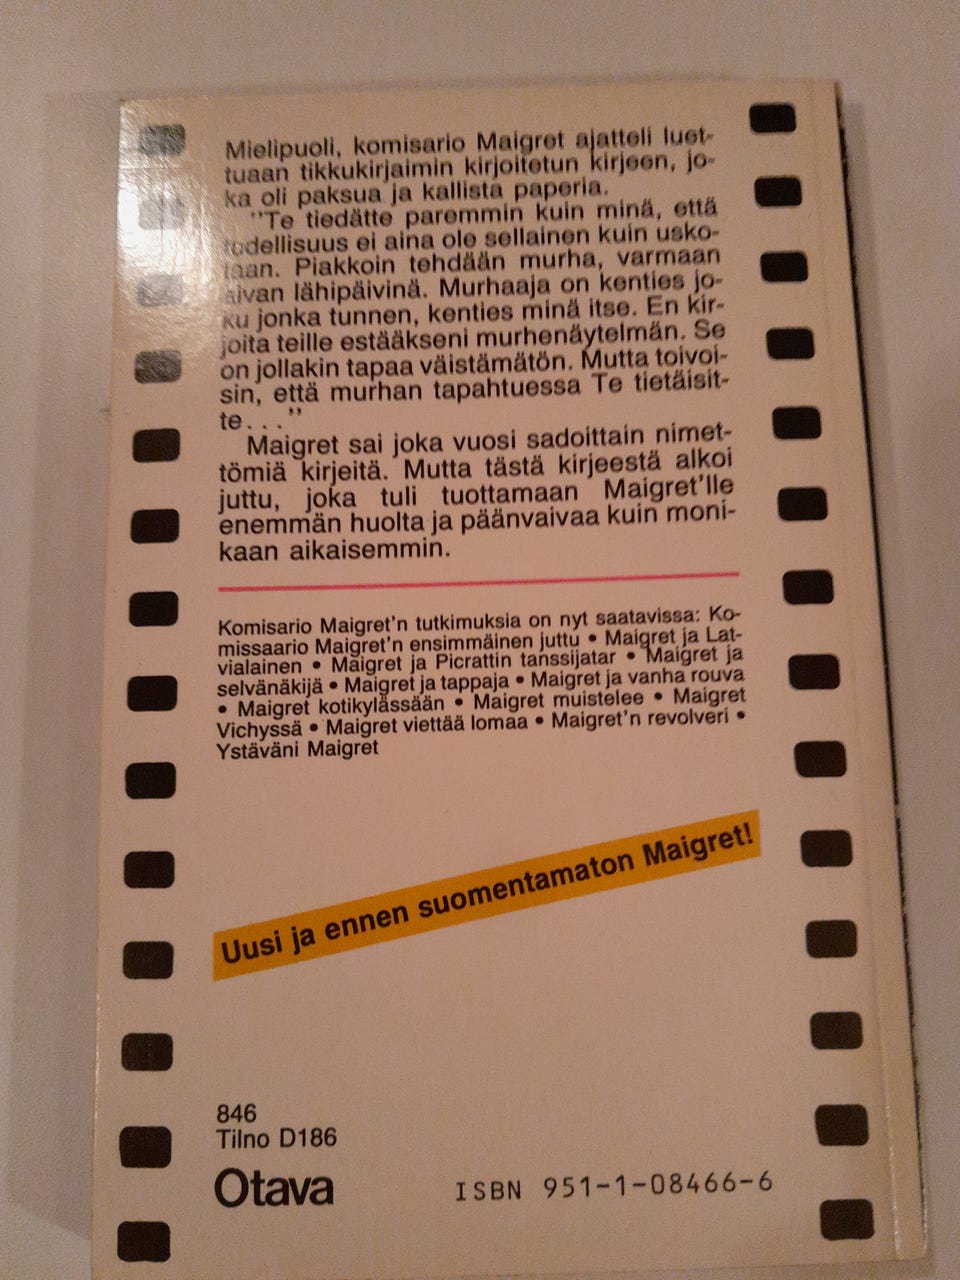 Mielipuoli, komisario Maigret ajatteli luet-
tuaan tikkukirjaimin kirjoitetun kirjeen, jo-
ka oli paksua ja kallista paperia.
"Te tiedätte paremmin kuin minä, että
todellisuus ei aina ole sellainen kuin usko-
taan. Piakkoin tehdään murha, varmaan
aivan lähipäivinä. Murhaaja on kenties jo-
ku jonka tunnen, kenties minä itse. En kir-
joita teille estääkseni murhenäytelmän. Se
on jollakin tapaa väistämätön. Mutta toivoi-
sin, että murhan tapahtuessa Te tietäisit-
te..."
Maigret sai joka vuosi sadoittain nimet-
tömiä kirjeitä. Mutta tästä kirjeestä alkoi
juttu, joka tuli tuottamaan Maigret'lle
enemmän huolta ja päänvaivaa kuin moni-
kaan aikaisemmin.
Komisario Maigret'n tutkimuksia on nyt saatavissa: Ko-
missaario Maigret'n ensimmäinen juttu • Maigret ja Lat-
vialainen • Maigret ja Picrattin tanssijatar • Maigret ja
selvänäkijä • Maigret ja tappaja • Maigret ja vanha rouva
• Maigret kotikylässään • Maigret muistelee • Maigret
Vichyssä • Maigret viettää lomaa • Maigret'n revolveri •
Ystäväni Maigret
Uusi ja ennen suomentamaton Maigret!
846
Tilno D186
Otava
ISBN 951-1-08466-6